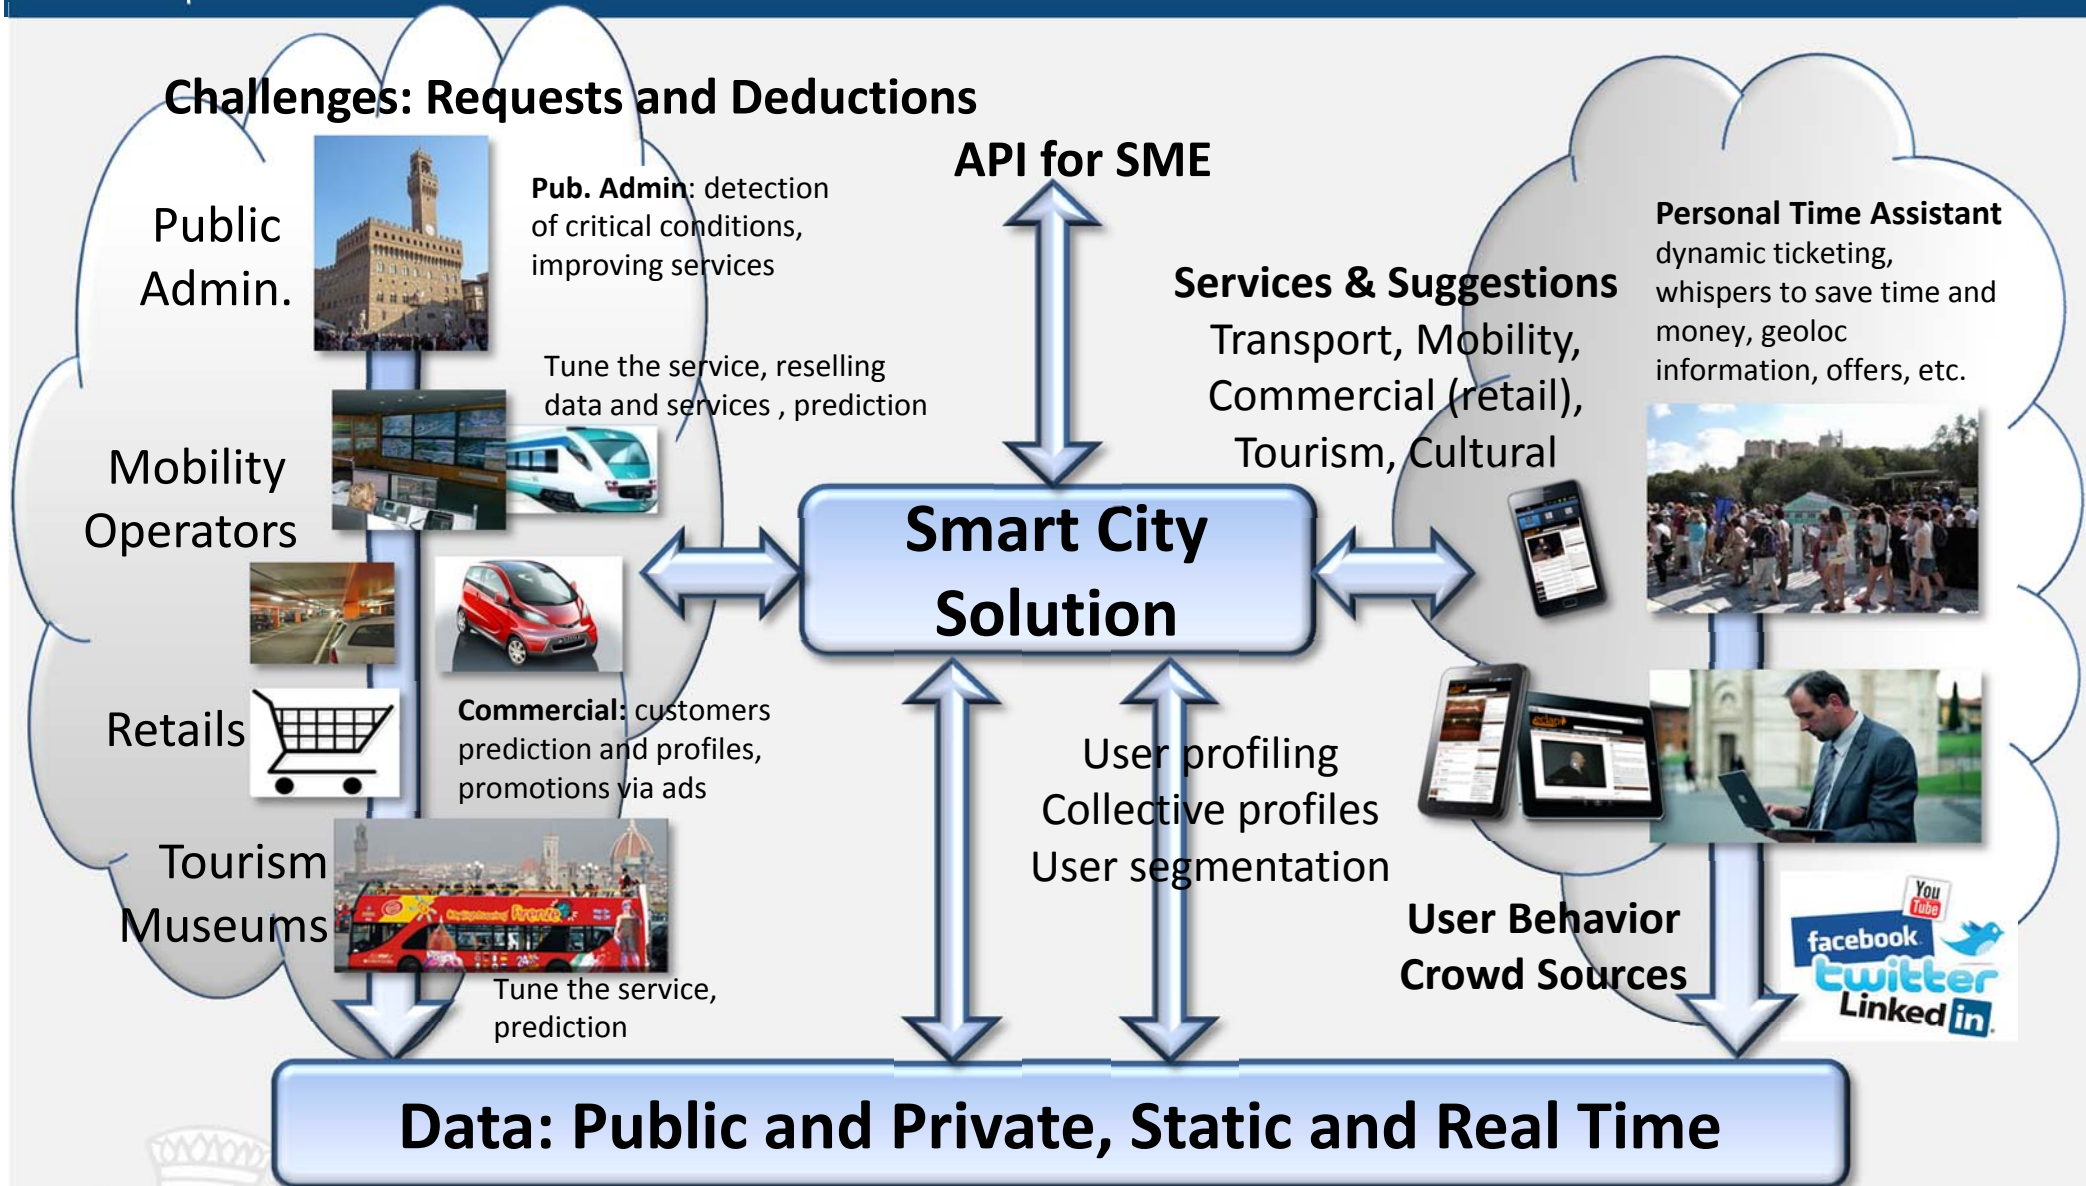 Challenges: Requests and Deductions
API for SME
Public
Admin.
Pub. Admin: detection
of critical conditions,
improving services
Tune the service, reselling
data and services , prediction
Mobility
Operators
Retails
Commercial: customers
prediction and profiles,
promotions via ads
Tourism
Museums
Firenze
Tune the service,
prediction
Smart City
Solution
Services & Suggestions
Transport, Mobility,
Commercial (retail),
Tourism, Cultural
Personal Time Assistant
dynamic ticketing,
whispers to save time and
money, geoloc
information, offers, etc.
User profiling
Collective profiles
User segmentation
User Behavior
Crowd Sources
You
Tube
facebook
twitter
Linked in
Data: Public and Private, Static and Real Time